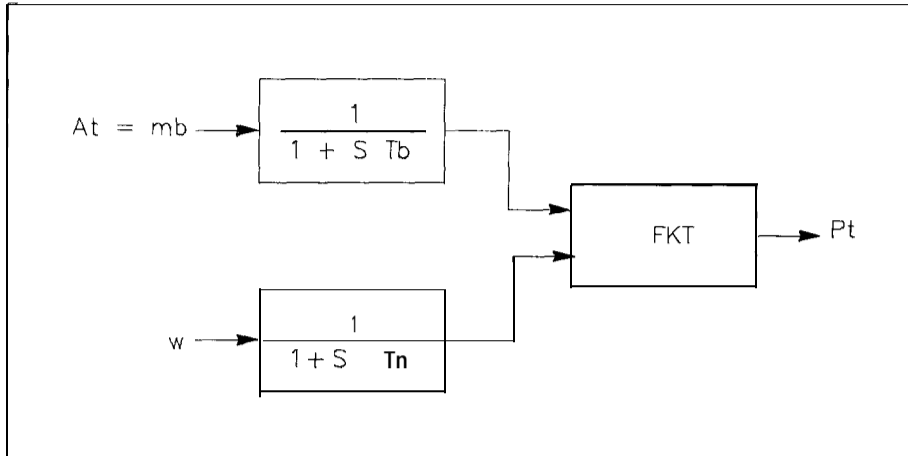 At = mb
1
1 + S Tb
FKT
Pt
w
1
1 + S Tn